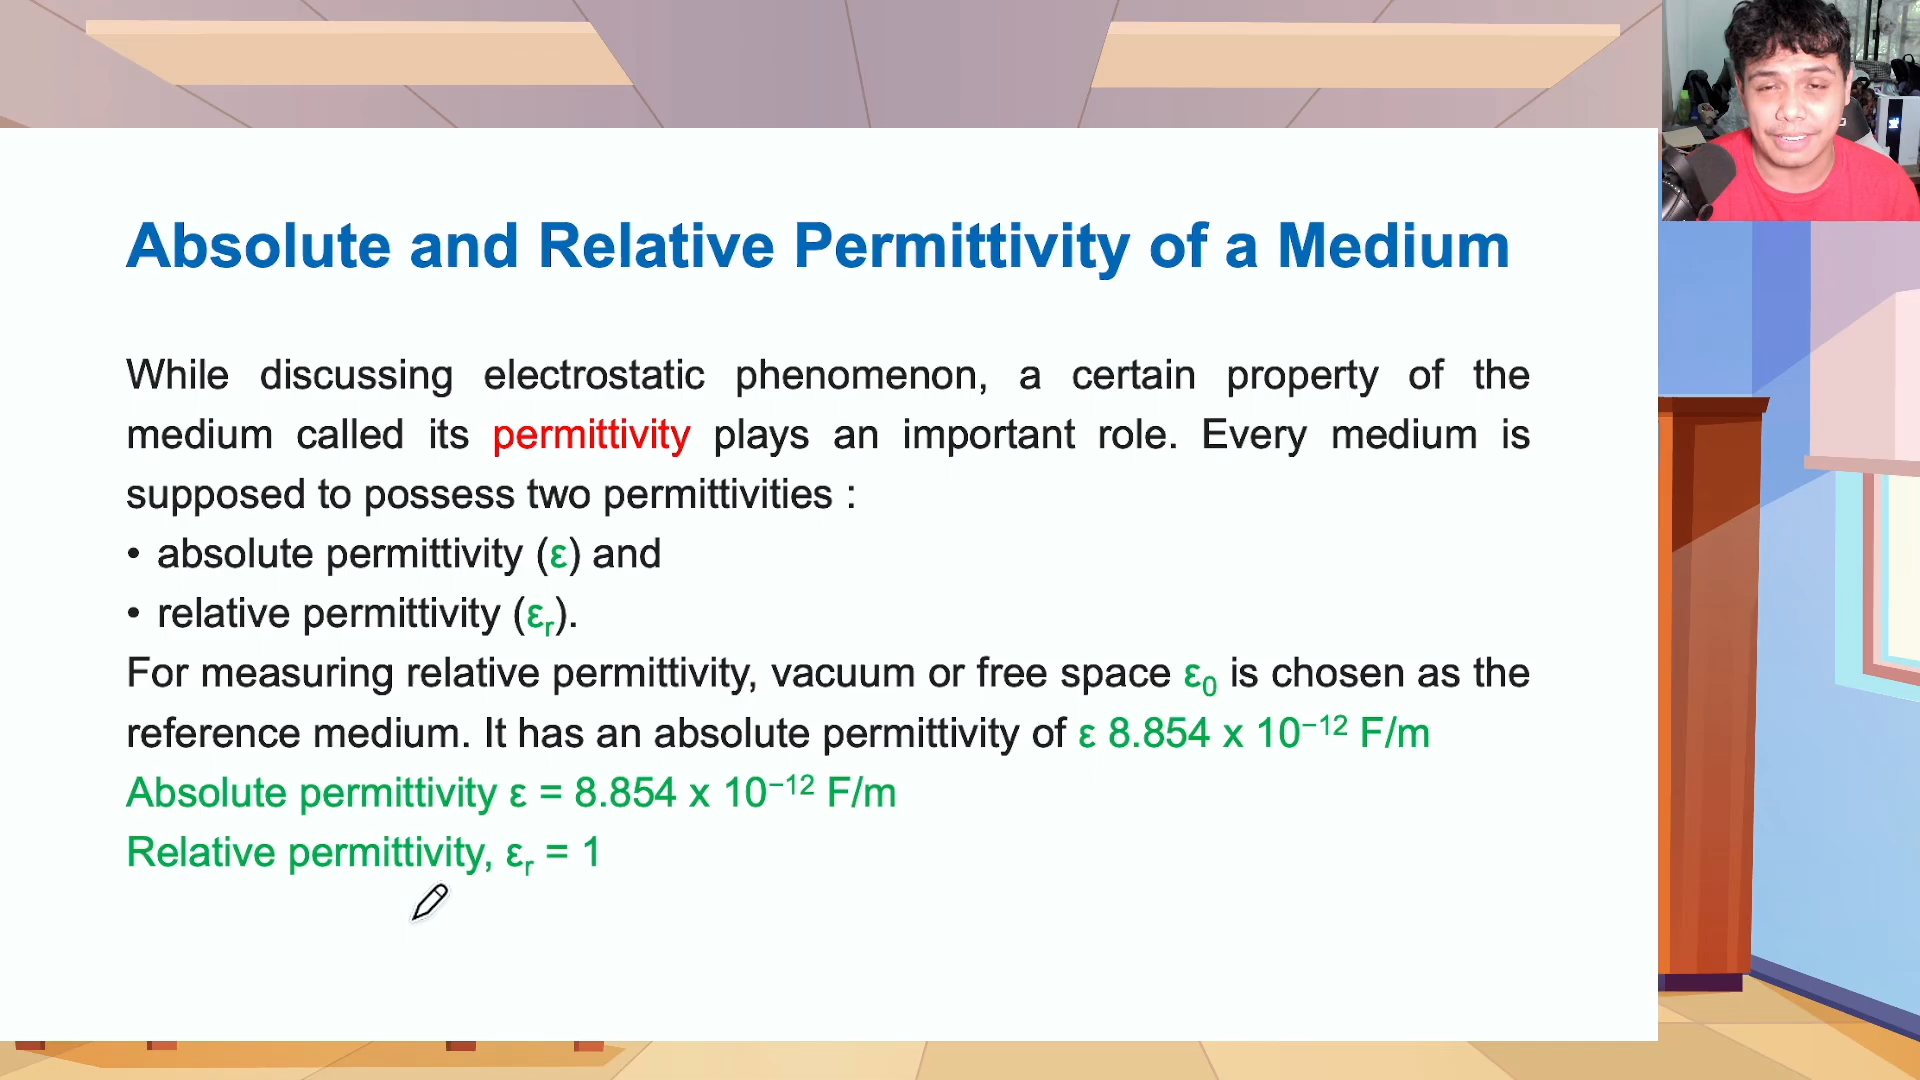 Absolute and Relative Permittivity of a Medium
While discussing electrostatic phenomenon, a certain property of the
medium called its permittivity plays an important role. Every medium is
supposed to possess two permittivities :
• absolute permittivity (ε) and
• relative permittivity (εᵣ).
For measuring relative permittivity, vacuum or free space ε₀ is chosen as the
reference medium. It has an absolute permittivity of ε 8.854 x 10⁻¹² F/m
Absolute permittivity ε = 8.854 x 10⁻¹² F/m
Relative permittivity, εᵣ = 1